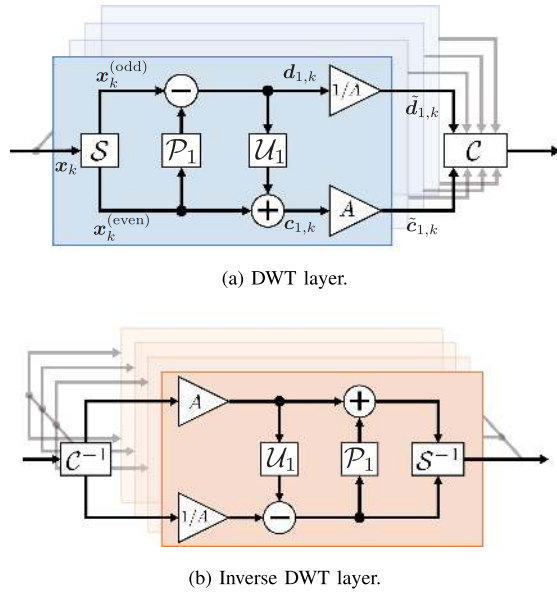 x_k^(odd)
d_{1,k}
1/A
d̃_{1,k}
−
x_k
S
P_1
U_1
C
x_k^(even)
+
c_{1,k}
A
c̃_{1,k}
(a) DWT layer.
A
+
C^{-1}
U_1
P_1
S^{-1}
1/A
−
(b) Inverse DWT layer.